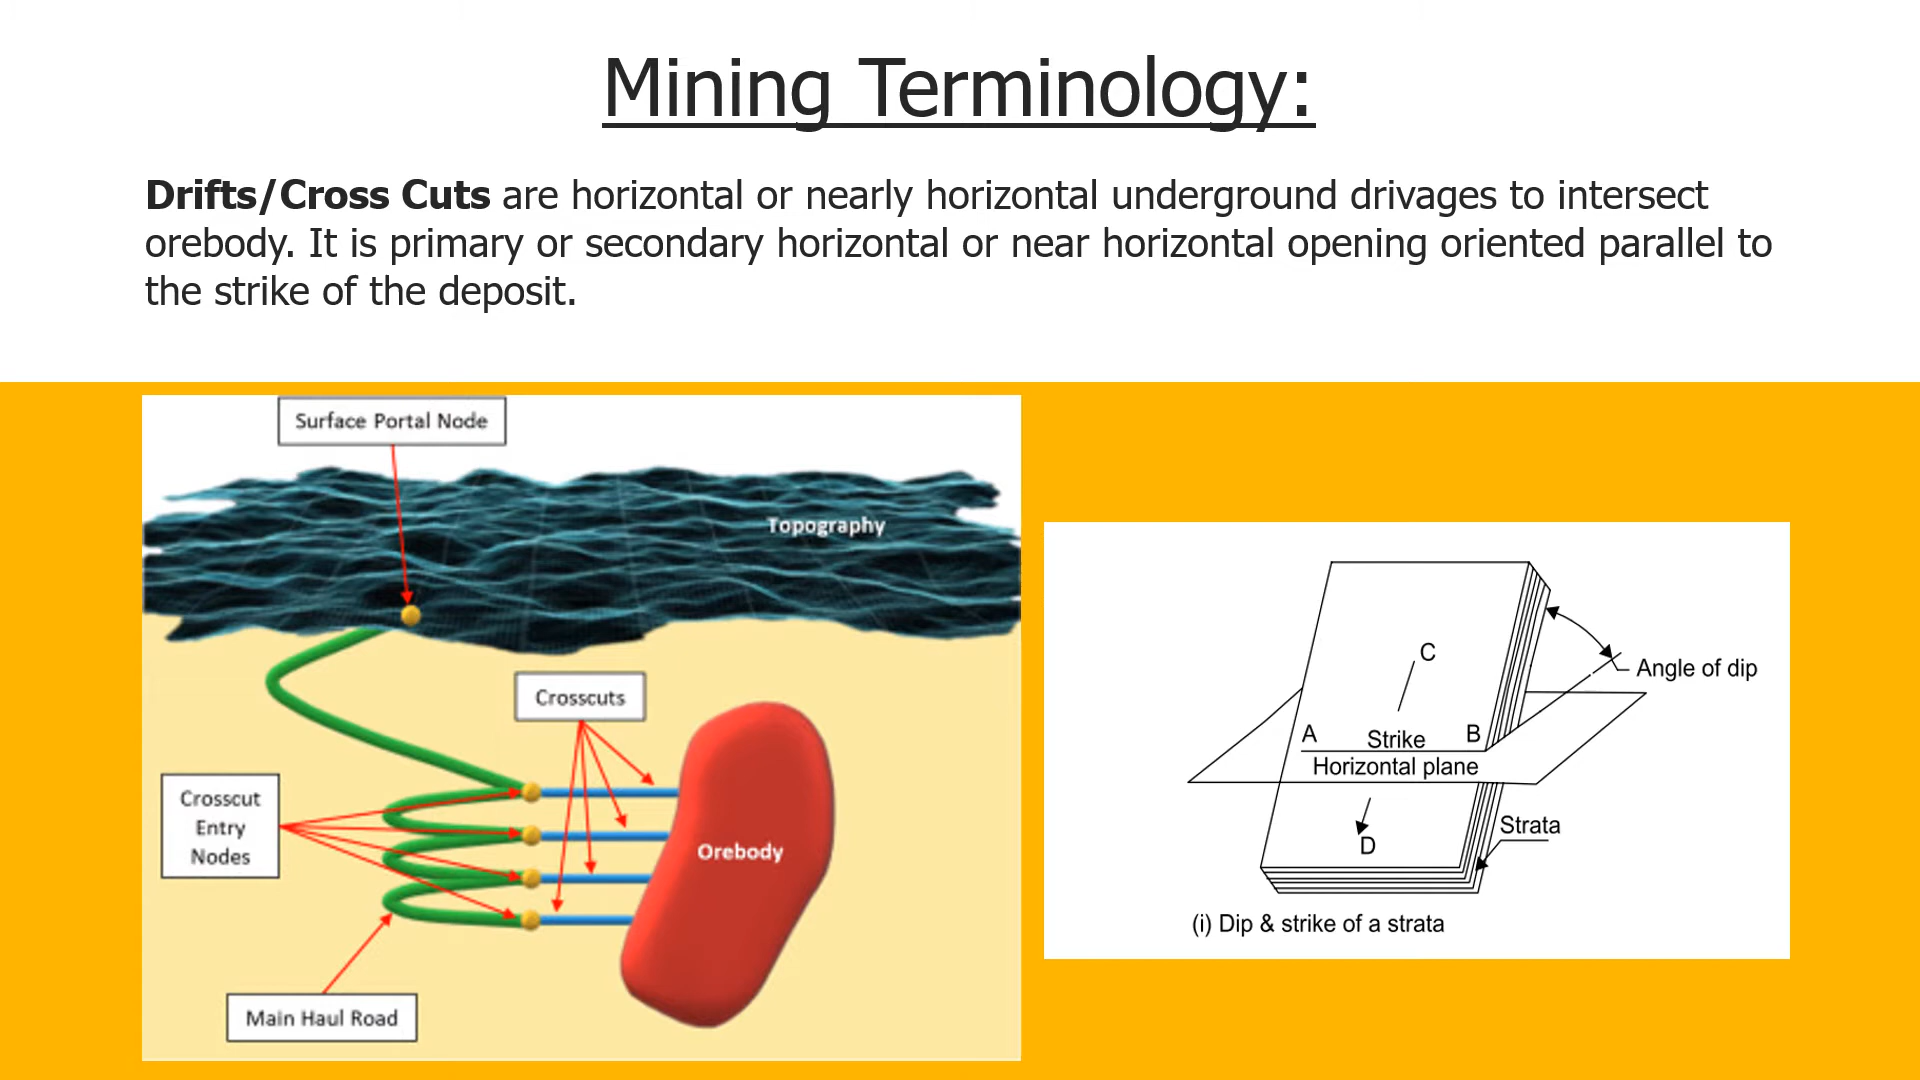 Mining Terminology:
Drifts/Cross Cuts are horizontal or nearly horizontal underground drivages to intersect
orebody. It is primary or secondary horizontal or near horizontal opening oriented parallel to
the strike of the deposit.
Surface Portal Node
Topography
Crosscuts
Crosscut
Entry
Nodes
Orebody
Main Haul Road
C
Angle of dip
A
Strike
B
Horizontal plane
Strata
D
(i) Dip & strike of a strata